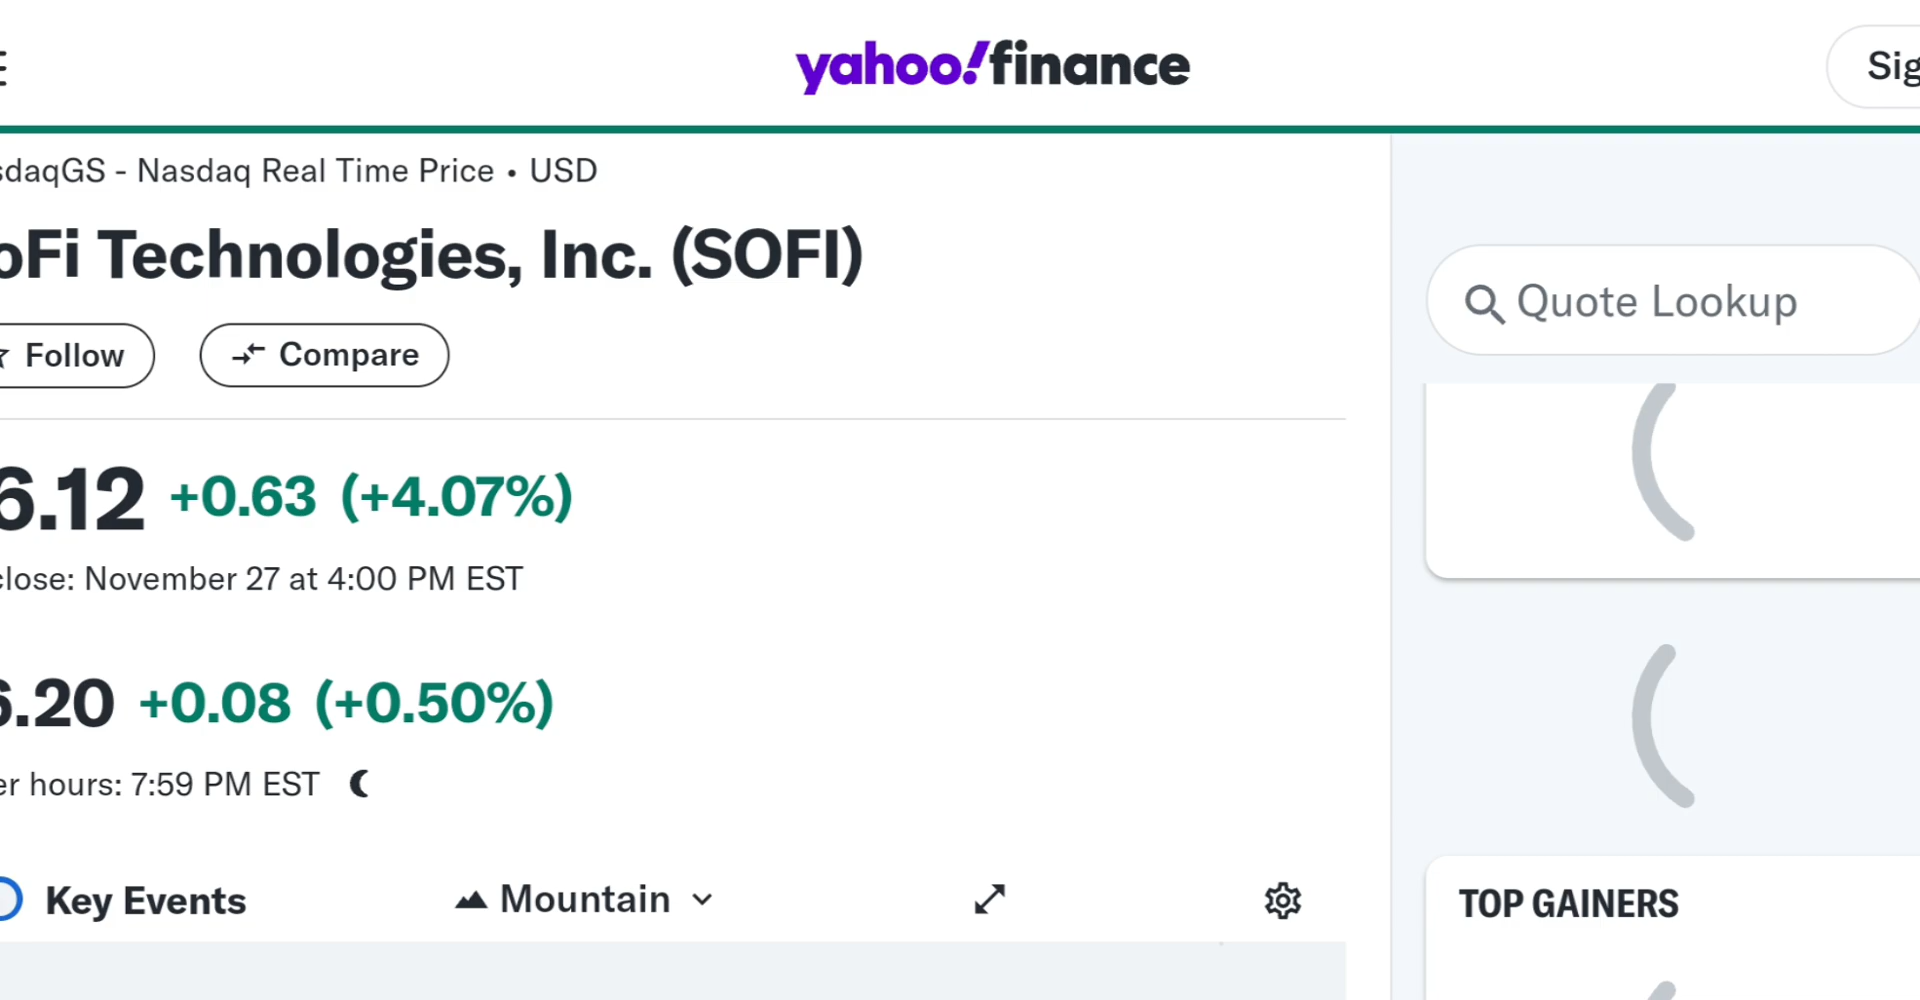 yahoo!finance
Sig
sdaqGS - Nasdaq Real Time Price • USD
oFi Technologies, Inc. (SOFI)
Follow
Compare
Quote Lookup
6.12 +0.63 (+4.07%)
close: November 27 at 4:00 PM EST
6.20 +0.08 (+0.50%)
er hours: 7:59 PM EST
Key Events
Mountain
TOP GAINERS